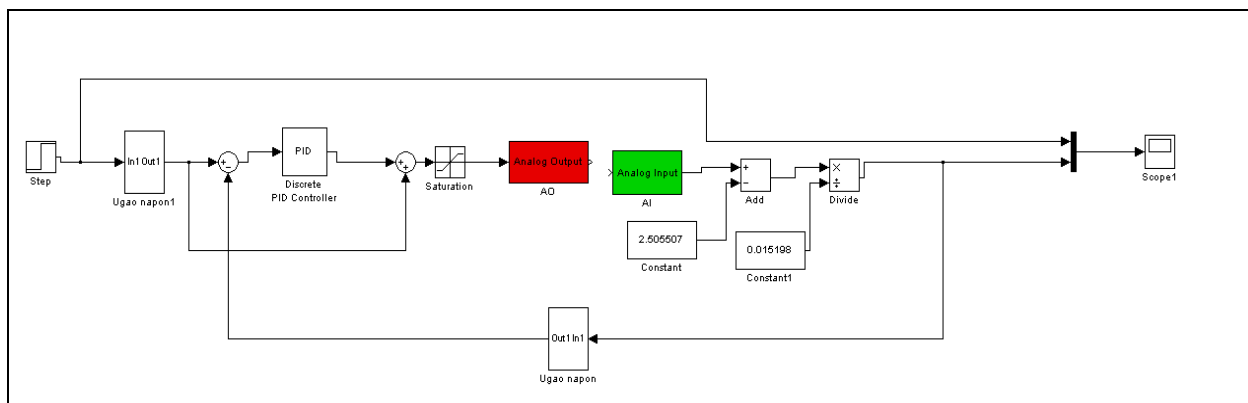 Step
In1 Out1
Ugao napon1
+
−
PID
Discrete
PID Controller
+
+
Saturation
Analog Output
AO
Analog Input
AI
+
−
Add
×
÷
Divide
2.505507
Constant
0.015198
Constant1
Scope1
Out1 In1
Ugao napon